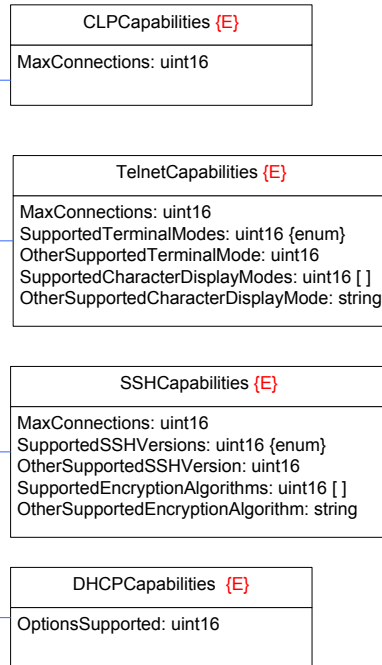 CLPCapabilities {E}
MaxConnections: uint16
TelnetCapabilities {E}
MaxConnections: uint16
SupportedTerminalModes: uint16 {enum}
OtherSupportedTerminalMode: uint16
SupportedCharacterDisplayModes: uint16 [ ]
OtherSupportedCharacterDisplayMode: string
SSHCapabilities {E}
MaxConnections: uint16
SupportedSSHVersions: uint16 {enum}
OtherSupportedSSHVersion: uint16
SupportedEncryptionAlgorithms: uint16 [ ]
OtherSupportedEncryptionAlgorithm: string
DHCPCapabilities {E}
OptionsSupported: uint16